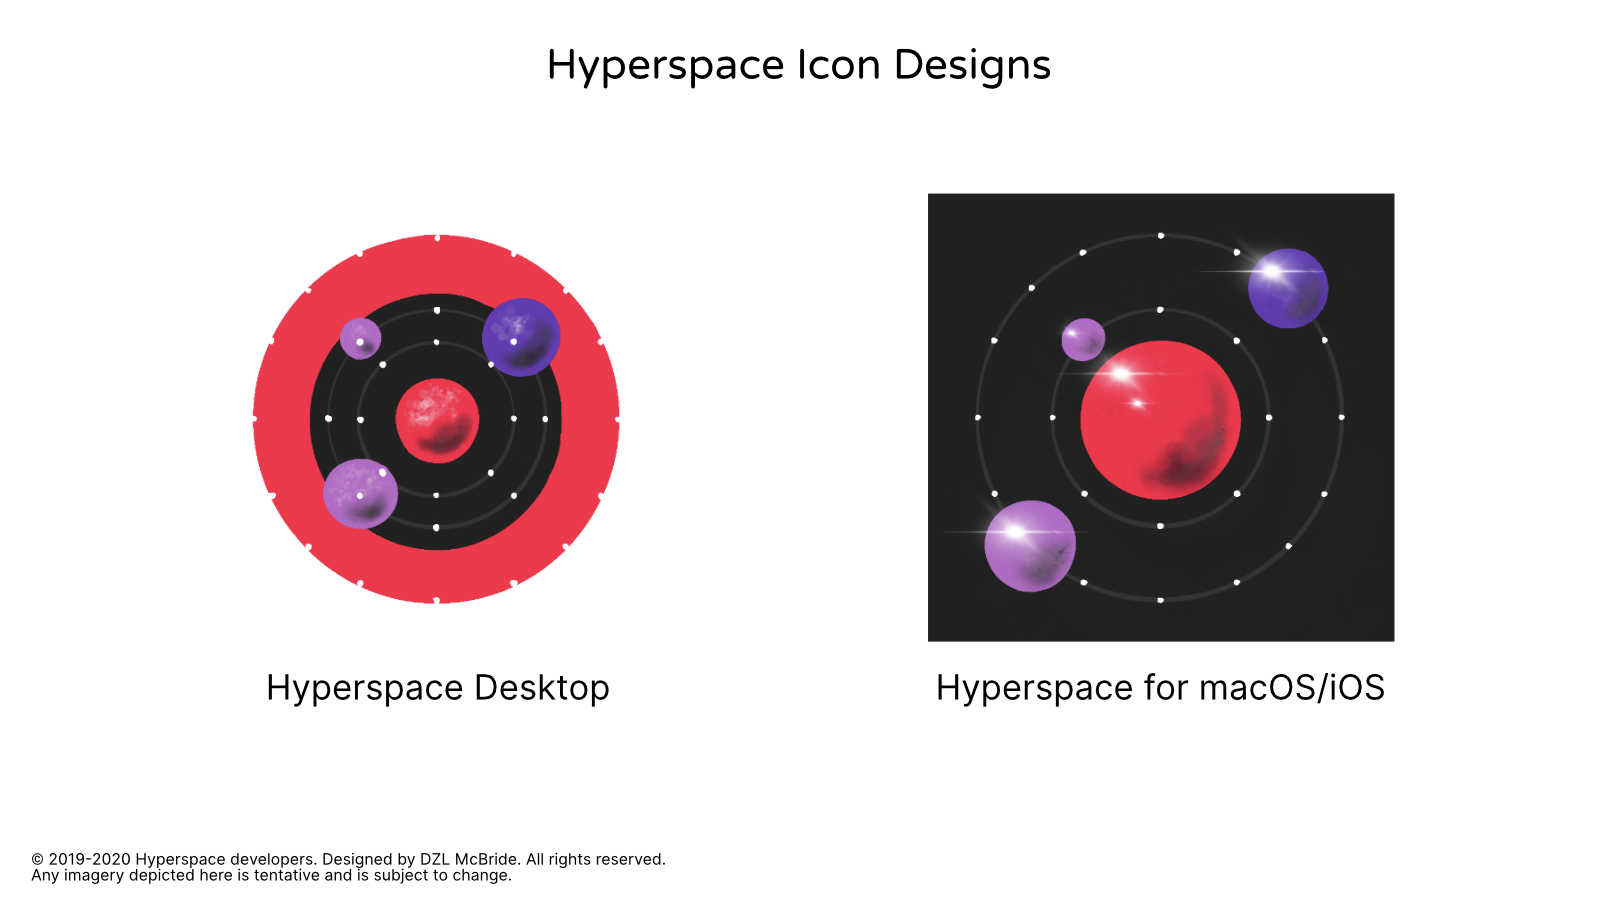 Hyperspace Icon Designs
Hyperspace Desktop
Hyperspace for macOS/iOS
© 2019-2020 Hyperspace developers. Designed by DZL McBride. All rights reserved.
Any imagery depicted here is tentative and is subject to change.